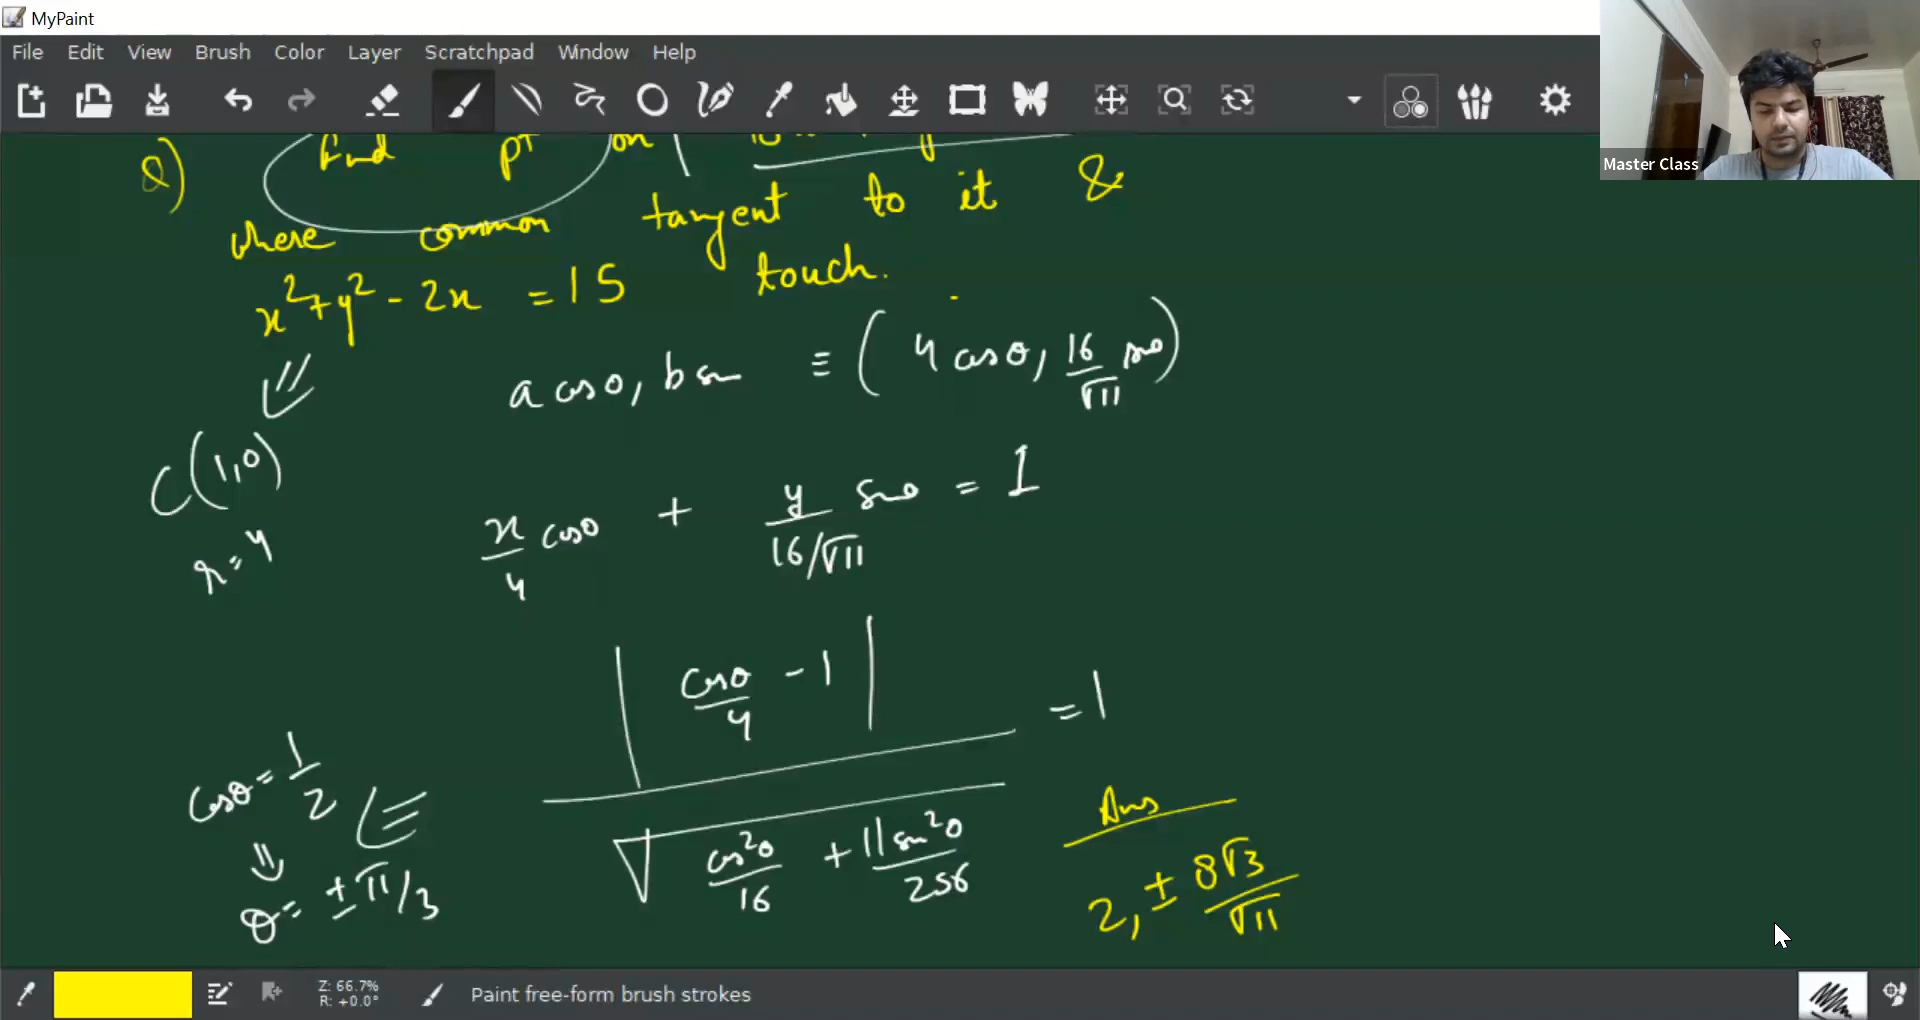 MyPaint
File Edit View Brush Color Layer Scratchpad Window Help
Master Class
Q) Find pt on
where common tangent to it &
x²+y²-2x =15 touch.
a cosθ, b sin ≡ (4 cosθ, 16/√11 sinθ)
C(1,0)
r=4
x/4 cosθ + y/(16/√11) sinθ = 1
|cosθ/4 - 1| / √(cos²θ/16 + 11sin²θ/256) = 1
cosθ = 1/2
θ = ±π/3
Ans
2, ± 8√3/√11
Z: 66.7%
R: +0.0°
Paint free-form brush strokes